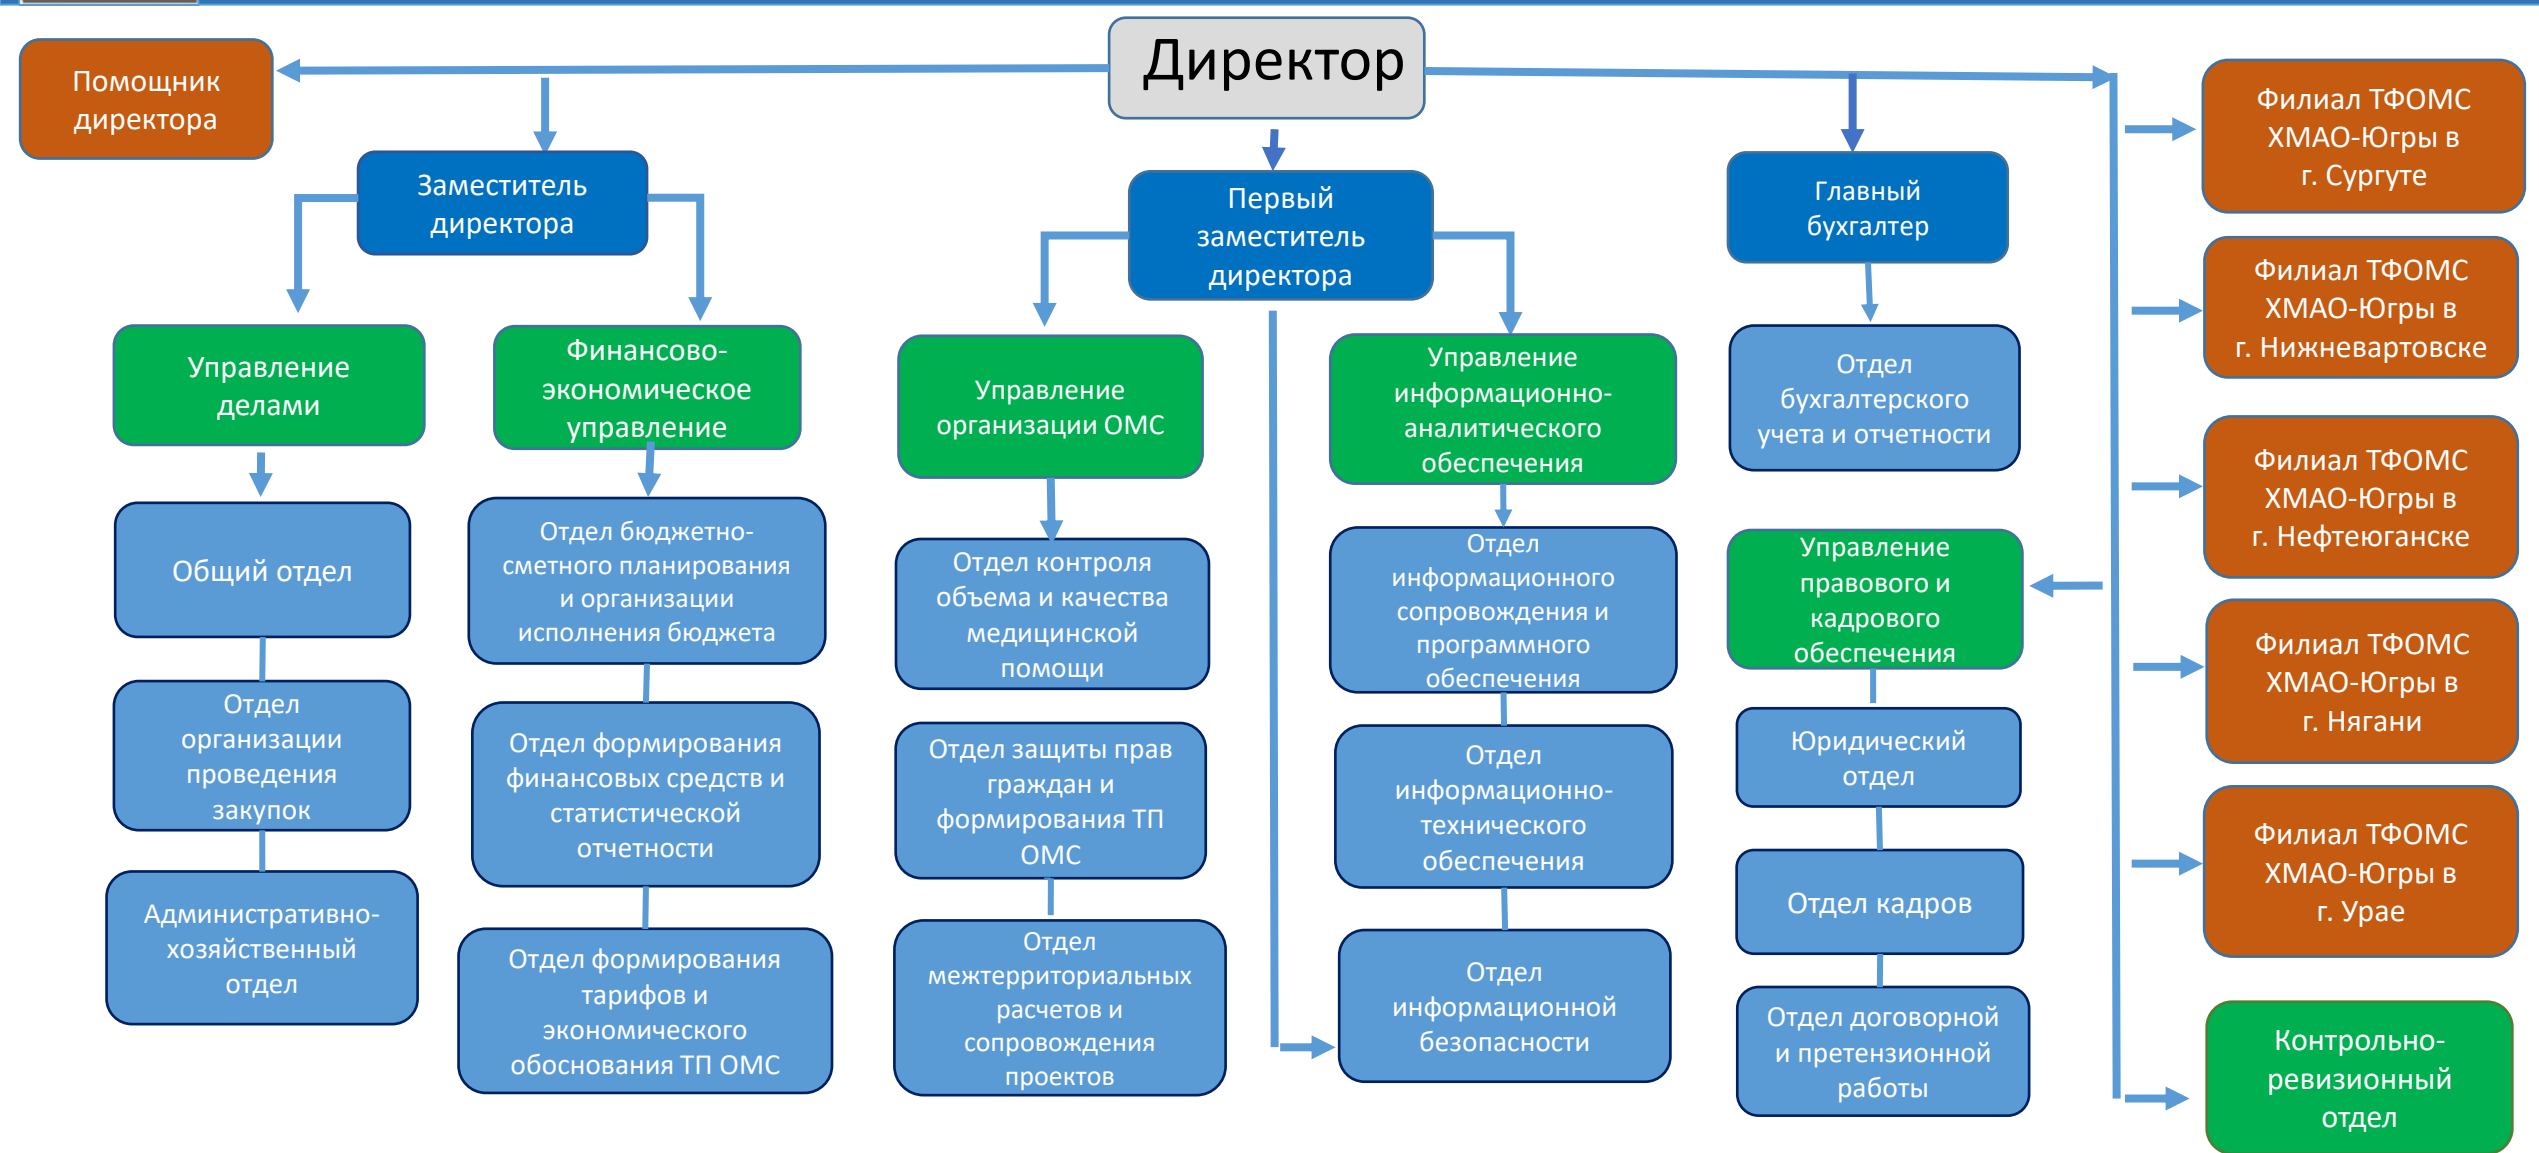 Директор
Помощник
директора
Заместитель
директора
Первый
заместитель
директора
Главный
бухгалтер
Управление
делами
Общий отдел
Отдел
организации
проведения
закупок
Административно-
хозяйственный
отдел
Финансово-
экономическое
управление
Отдел бюджетно-
сметного планирования
и организации
исполнения бюджета
Отдел формирования
финансовых средств и
статистической
отчетности
Отдел формирования
тарифов и
экономического
обоснования ТП ОМС
Управление
организации ОМС
Отдел контроля
объема и качества
медицинской
помощи
Отдел защиты прав
граждан и
формирования ТП
ОМС
Отдел
межтерриториальных
расчетов и
сопровождения
проектов
Управление
информационно-
аналитического
обеспечения
Отдел
информационного
сопровождения и
программного
обеспечения
Отдел
информационно-
технического
обеспечения
Отдел
информационной
безопасности
Отдел
бухгалтерского
учета и отчетности
Управление
правового и
кадрового
обеспечения
Юридический
отдел
Отдел кадров
Отдел договорной
и претензионной
работы
Филиал ТФОМС
ХМАО-Югры в
г. Сургуте
Филиал ТФОМС
ХМАО-Югры в
г. Нижневартовске
Филиал ТФОМС
ХМАО-Югры в
г. Нефтеюганске
Филиал ТФОМС
ХМАО-Югры в
г. Нягани
Филиал ТФОМС
ХМАО-Югры в
г. Урае
Контрольно-
ревизионный
отдел